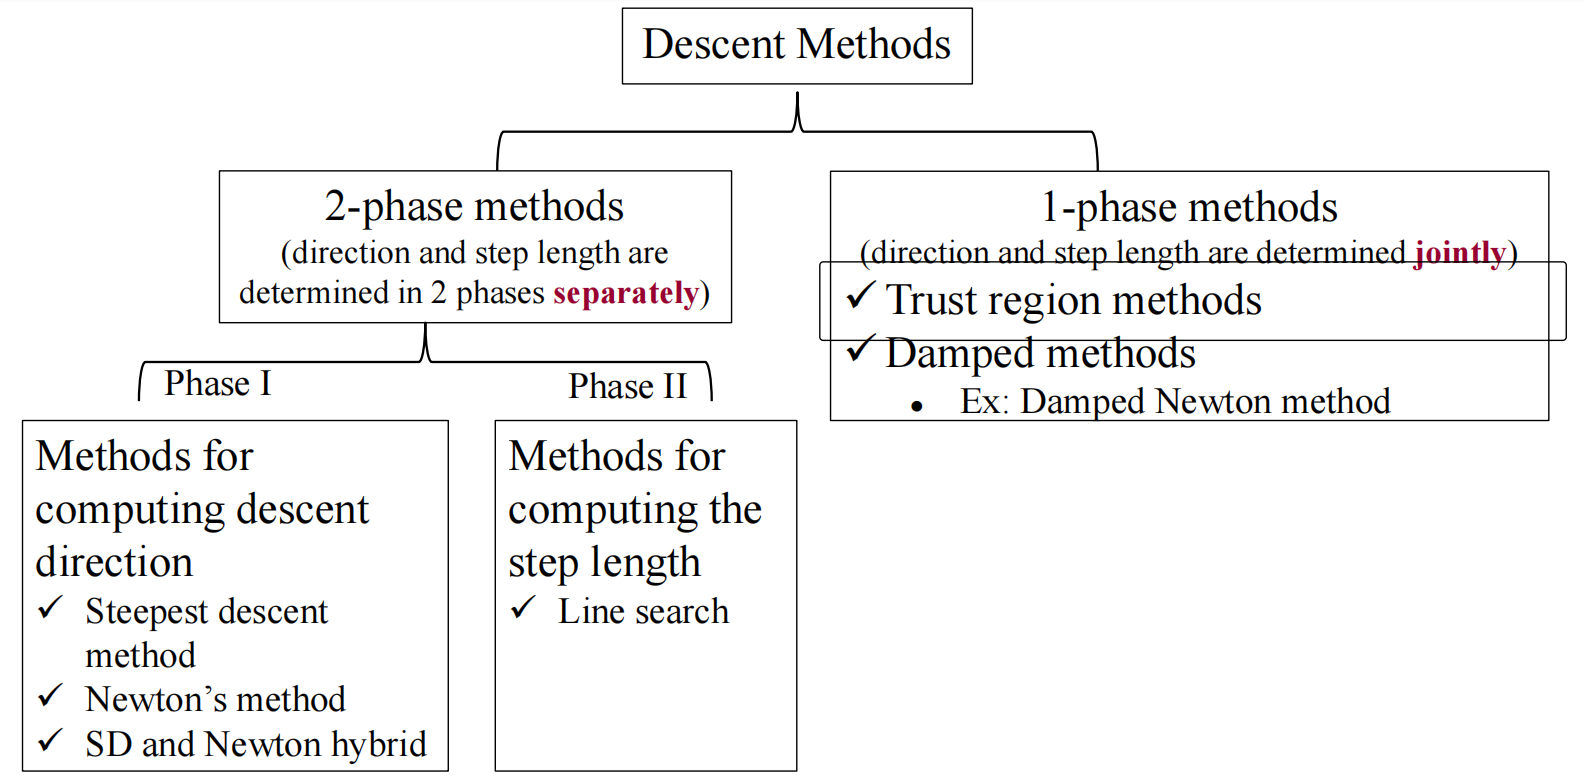 Descent Methods
2-phase methods
(direction and step length are
determined in 2 phases separately)
1-phase methods
(direction and step length are determined jointly)
✓ Trust region methods
✓ Damped methods
• Ex: Damped Newton method
Phase I
Phase II
Methods for
computing descent
direction
✓ Steepest descent
method
✓ Newton’s method
✓ SD and Newton hybrid
Methods for
computing the
step length
✓ Line search